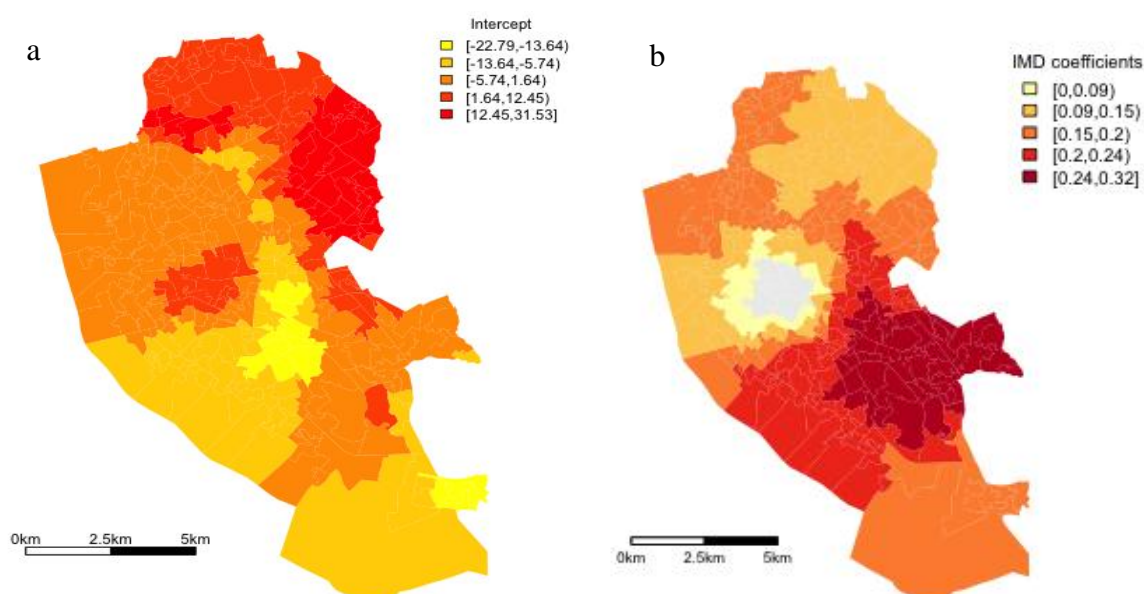 a
Intercept
[-22.79,-13.64)
[-13.64,-5.74)
[-5.74,1.64)
[1.64,12.45)
[12.45,31.53]
0km 2.5km 5km
b
IMD coefficients
[0,0.09)
[0.09,0.15)
[0.15,0.2)
[0.2,0.24)
[0.24,0.32]
0km 2.5km 5km